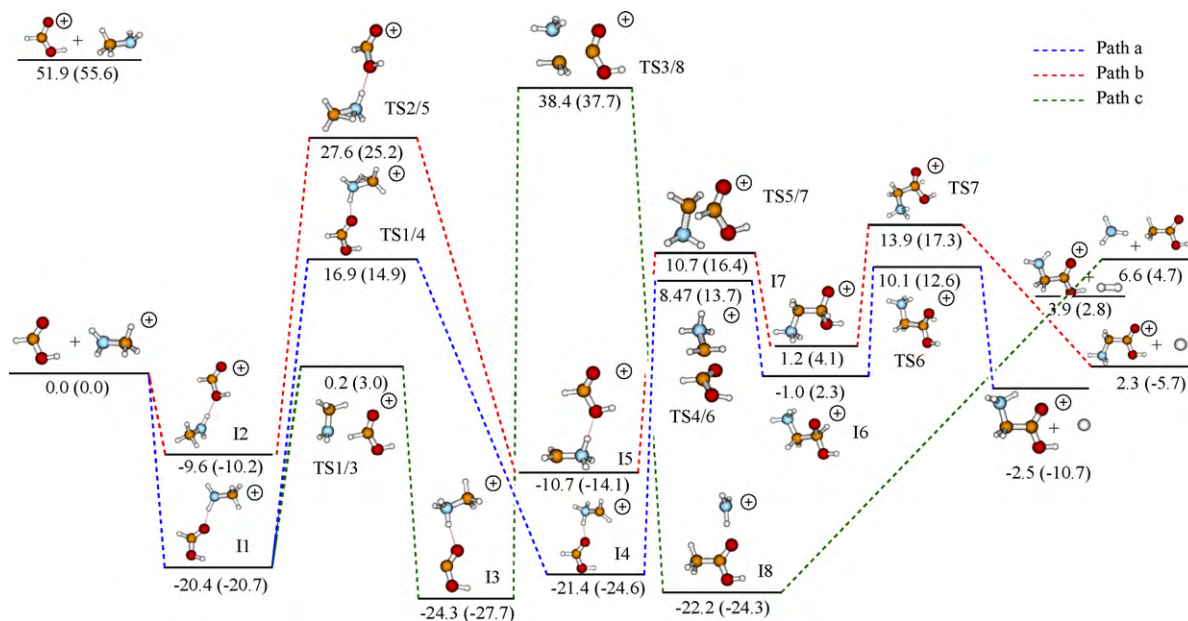 +
51.9 (55.6)
TS2/5
27.6 (25.2)
TS1/4
16.9 (14.9)
TS3/8
38.4 (37.7)
Path a
Path b
Path c
TS5/7
10.7 (16.4)
8.47 (13.7)
TS4/6
TS7
13.9 (17.3)
10.1 (12.6)
TS6
I7
1.2 (4.1)
-1.0 (2.3)
I6
+
6.6 (4.7)
+
3.9 (2.8)
+
2.3 (-5.7)
+
-2.5 (-10.7)
+
0.0 (0.0)
I2
-9.6 (-10.2)
I1
-20.4 (-20.7)
0.2 (3.0)
TS1/3
I3
-24.3 (-27.7)
I5
-10.7 (-14.1)
I4
-21.4 (-24.6)
I8
-22.2 (-24.3)